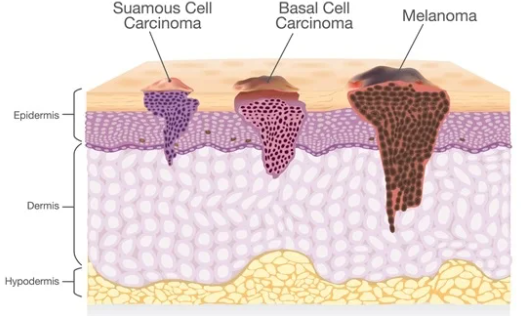 Suamous Cell
Carcinoma
Basal Cell
Carcinoma
Melanoma
Epidermis
Dermis
Hypodermis